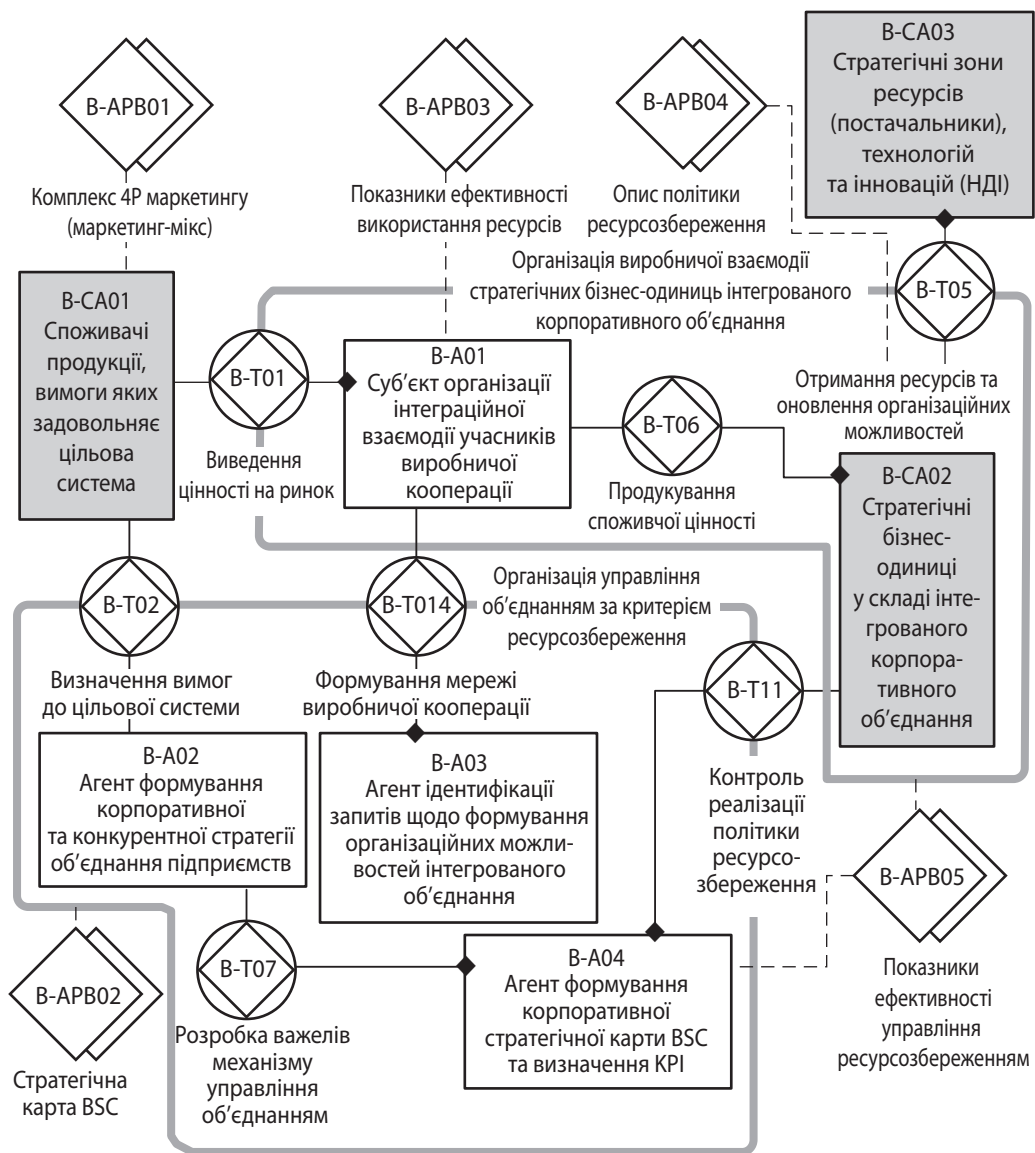 B-APB01
Комплекс 4Р маркетингу
(маркетинг-мікс)
B-APB03
Показники ефективності
використання ресурсів
B-APB04
Опис політики
ресурсозбереження
B-CA03
Стратегічні зони
ресурсів
(постачальники),
технологій
та інновацій (НДІ)
B-CA01
Споживачі
продукції,
вимоги яких
задовольняє
цільова
система
B-T01
Виведення
цінності на ринок
Організація виробничої взаємодії
стратегічних бізнес-одиниць інтегрованого
корпоративного об’єднання
B-T05
Отримання ресурсів та
оновлення організаційних
можливостей
B-A01
Суб’єкт організації
інтеграційної
взаємодії учасників
виробничої
кооперації
B-T06
Продукування
споживчої цінності
B-CA02
Стратегічні
бізнес-
одиниці
у складі інте-
грованого
корпора-
тивного
об’єднання
B-T02
Визначення вимог
до цільової системи
B-T014
Формування мережі
виробничої кооперації
Організація управління
об’єднанням за критерієм
ресурсозбереження
B-T11
Контроль
реалізації
політики
ресурсо-
збереження
B-A02
Агент формування
корпоративної
та конкурентної стратегії
об’єднання підприємств
B-A03
Агент ідентифікації
запитів щодо формування
організаційних можли-
востей інтегрованого
об’єднання
B-APB05
Показники
ефективності
управління
ресурсозбереженням
B-APB02
Стратегічна
карта BSC
B-T07
Розробка важелів
механізму
управління
об’єднанням
B-A04
Агент формування
корпоративної
стратегічної карти BSC
та визначення KPI